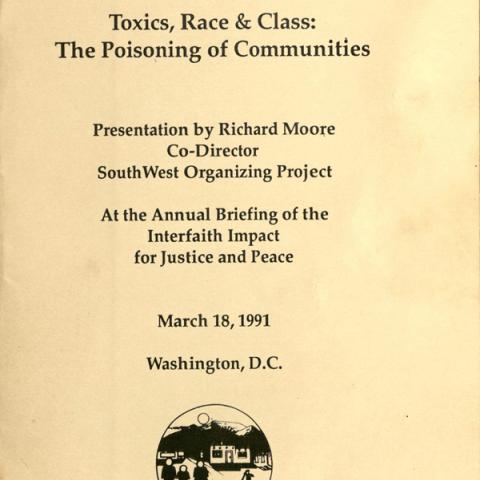 Toxics, Race & Class:
The Poisoning of Communities
Presentation by Richard Moore
Co-Director
SouthWest Organizing Project
At the Annual Briefing of the
Interfaith Impact
for Justice and Peace
March 18, 1991
Washington, D.C.